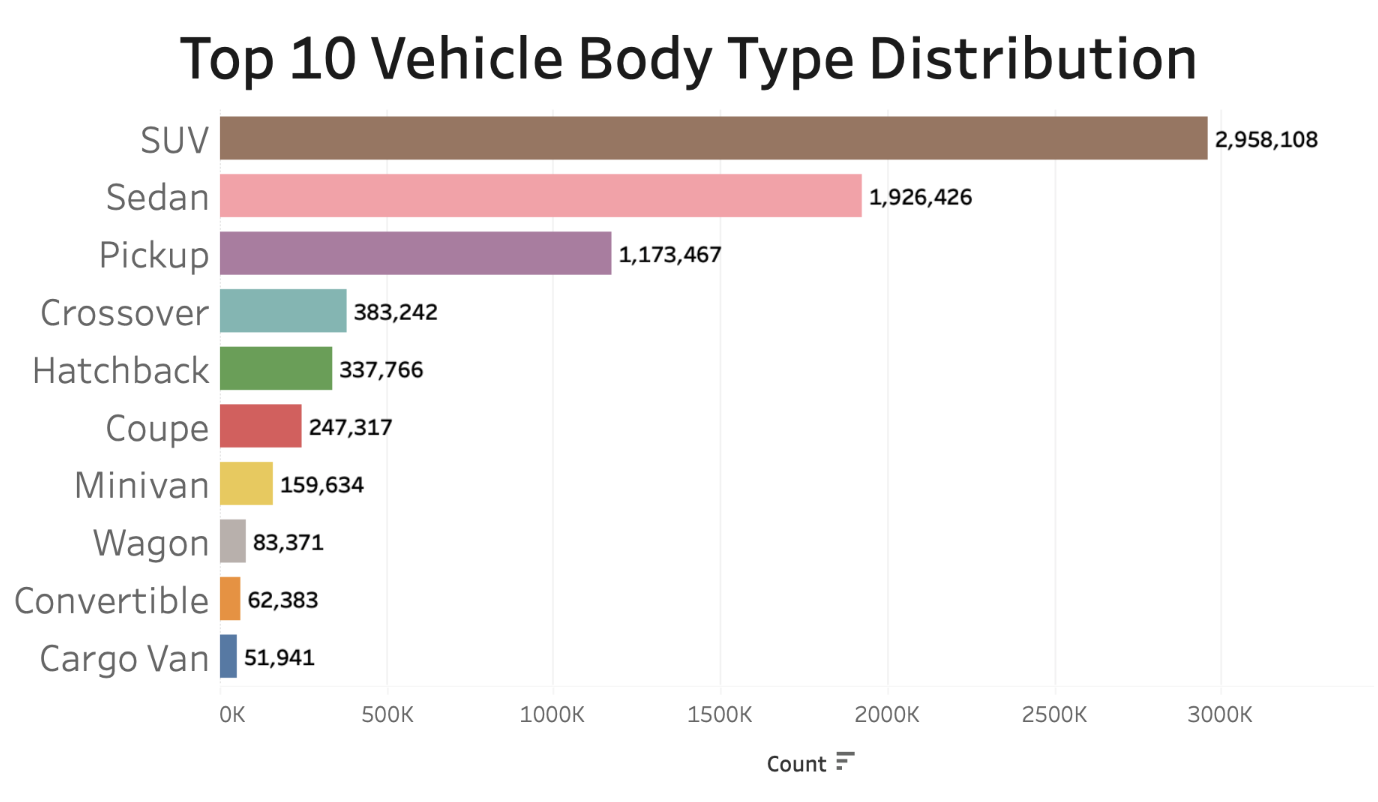 Top 10 Vehicle Body Type Distribution
SUV 2,958,108
Sedan 1,926,426
Pickup 1,173,467
Crossover 383,242
Hatchback 337,766
Coupe 247,317
Minivan 159,634
Wagon 83,371
Convertible 62,383
Cargo Van 51,941
0K 500K 1000K 1500K 2000K 2500K 3000K
Count